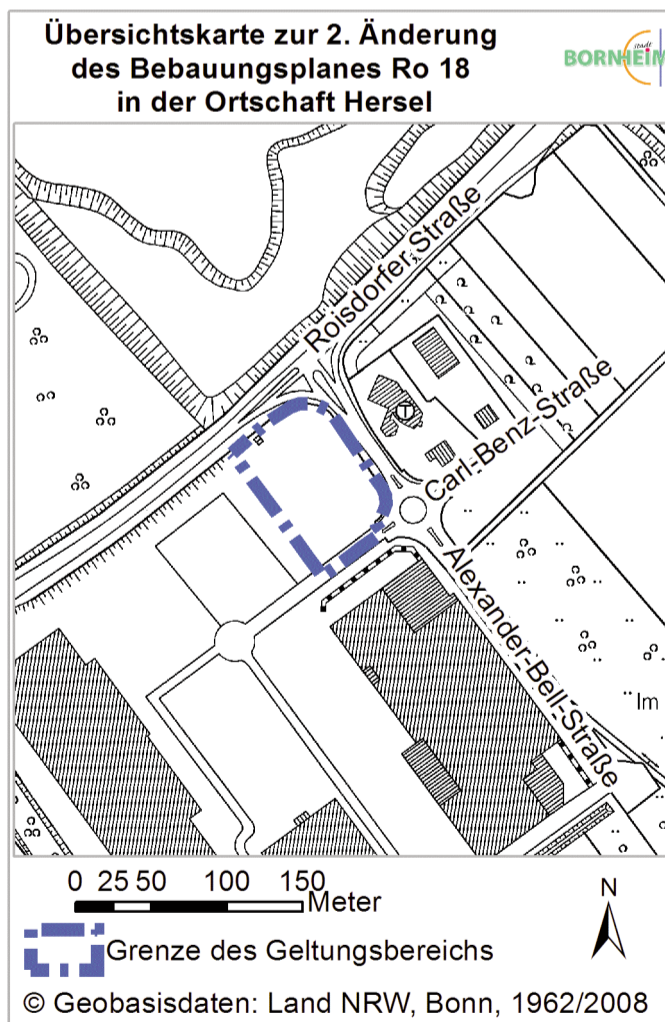 Übersichtskarte zur 2. Änderung
des Bebauungsplanes Ro 18
in der Ortschaft Hersel
stadt
BORNHEIM
Roisdorfer Straße
T
Carl-Benz-Straße
Alexander-Bell-Straße
Im
0 25 50 100 150
Meter
N
Grenze des Geltungsbereichs
© Geobasisdaten: Land NRW, Bonn, 1962/2008